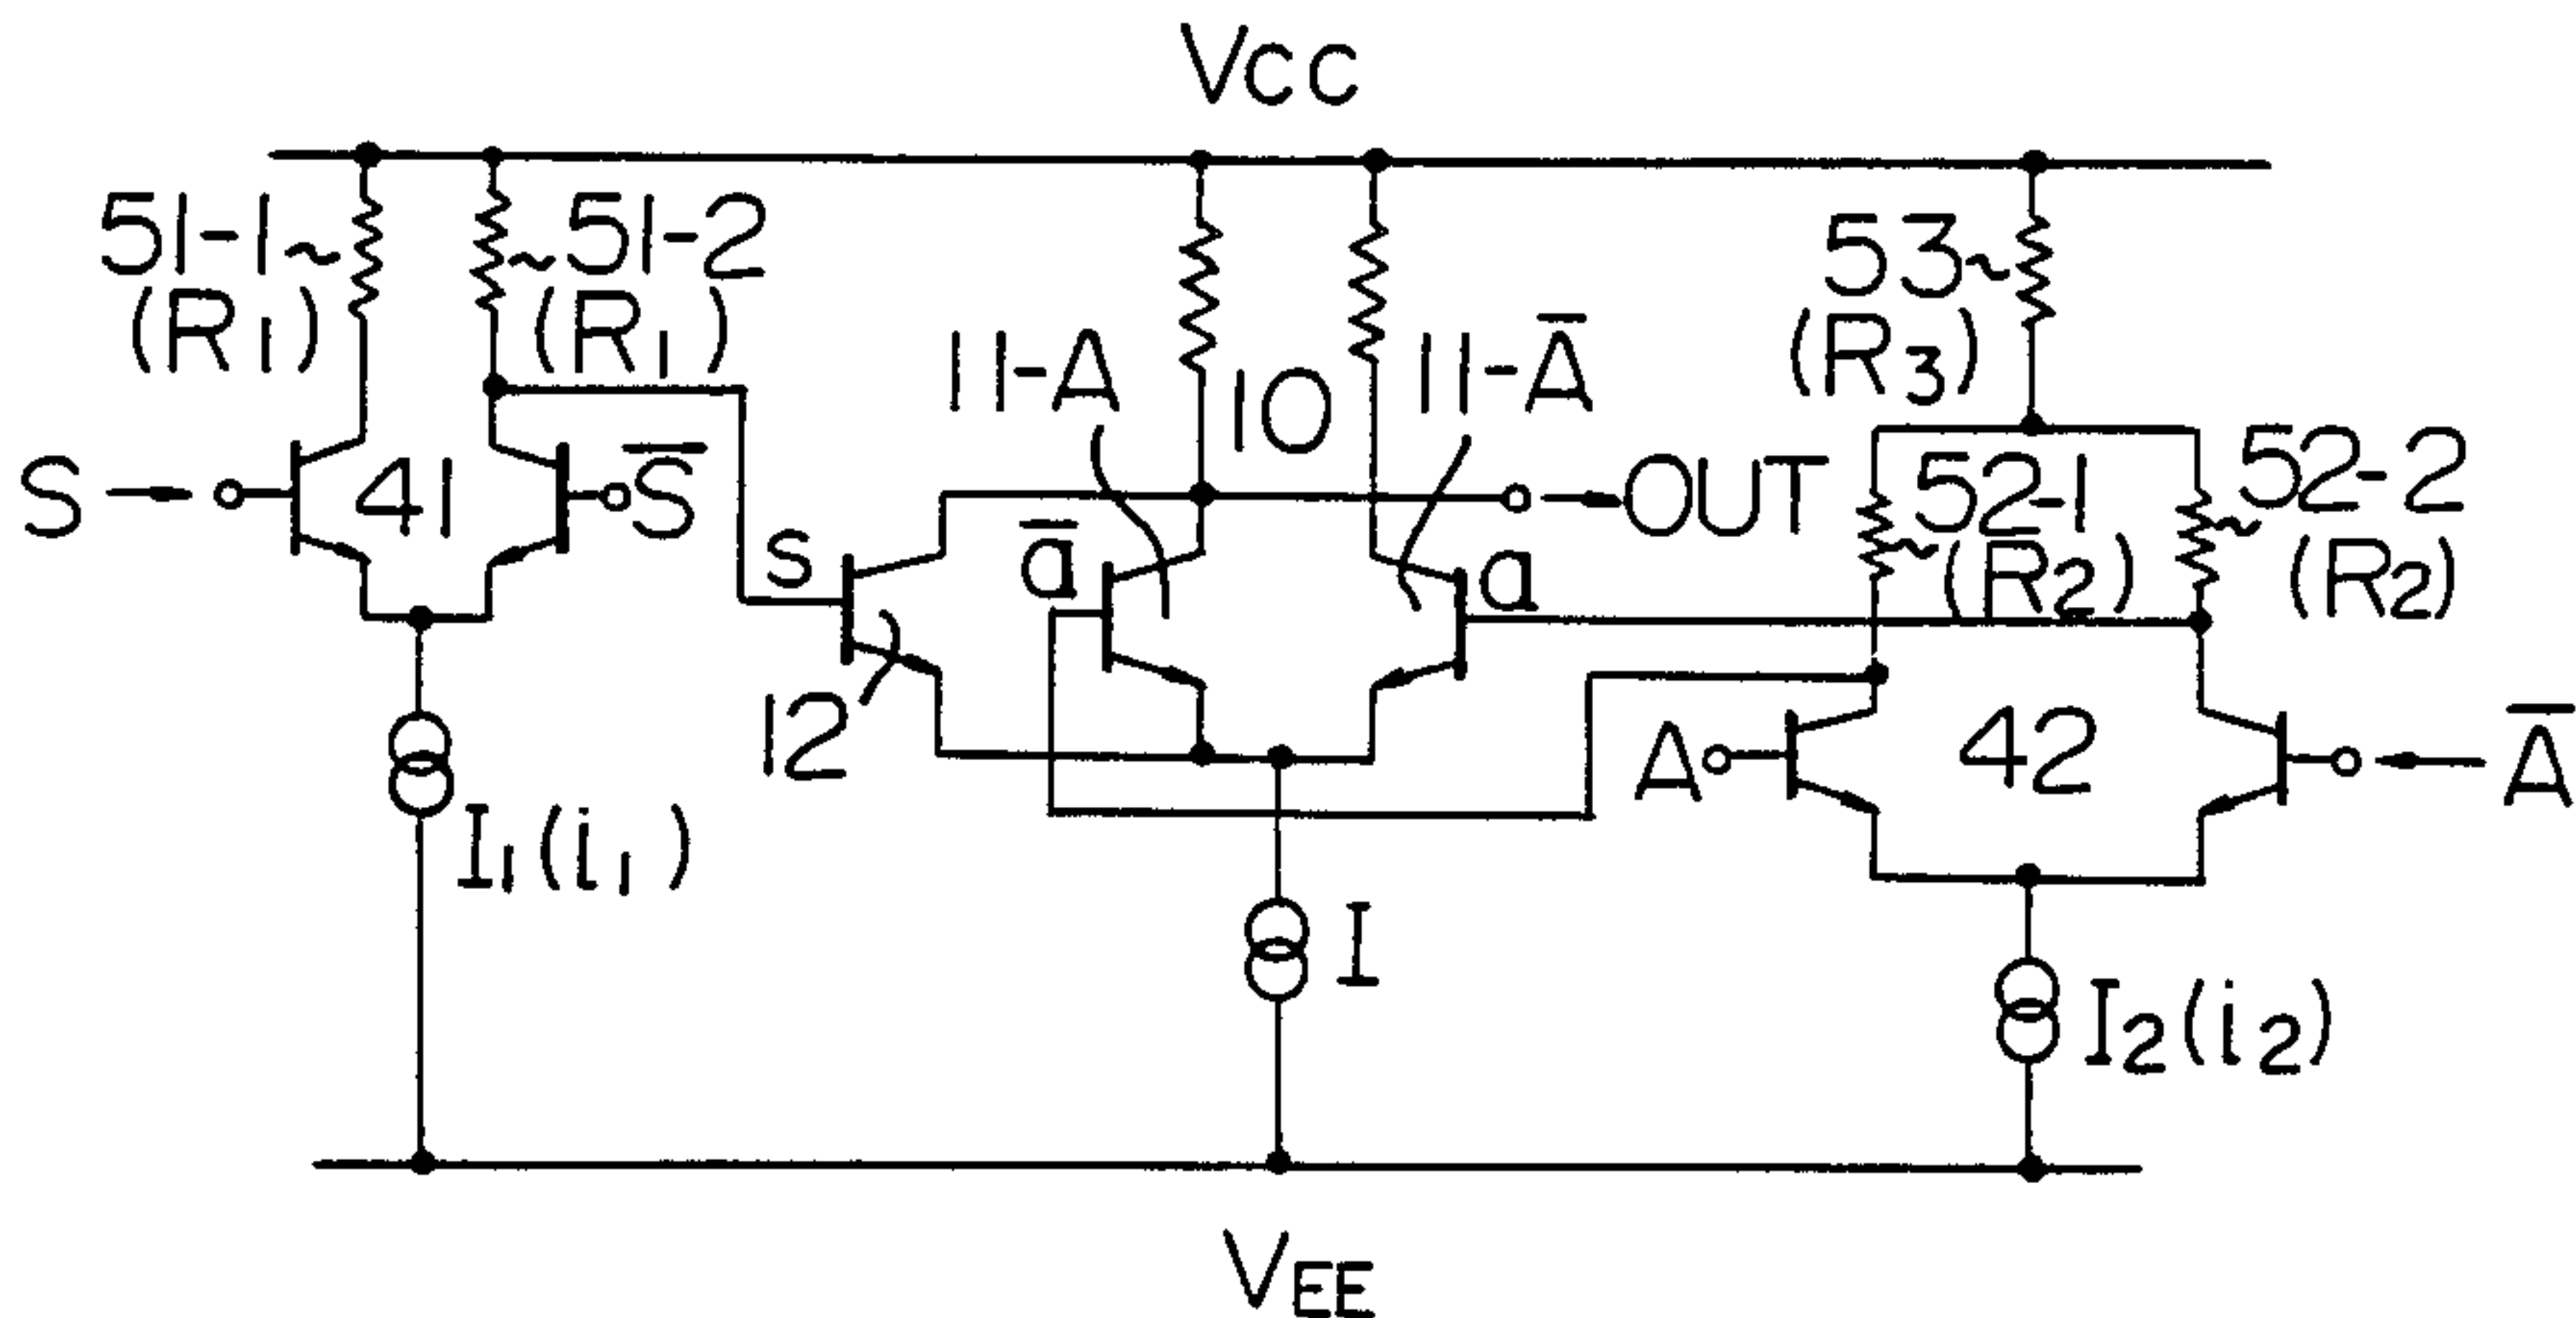 VCC
51-1
(R1)
51-2
(R1)
53
(R3)
11-A
10
11-A̅
S
41
S̅
OUT
52-1
(R2)
52-2
(R2)
s
a̅
a
12
A
42
A̅
I1(i1)
I
I2(i2)
VEE